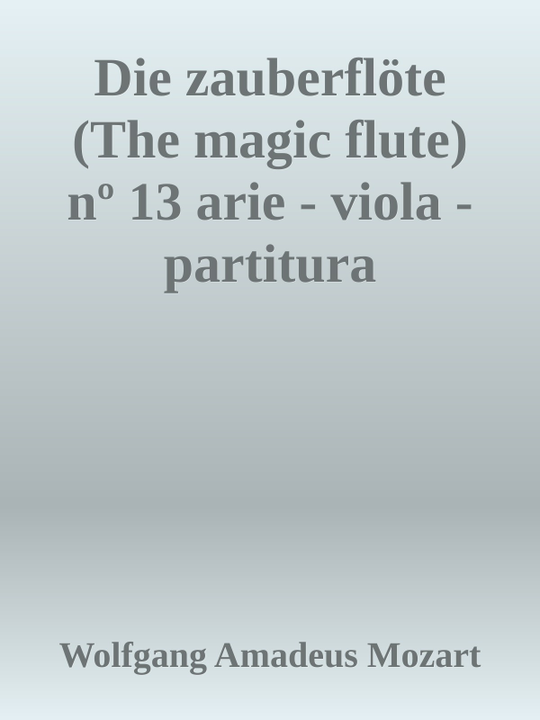 Die zauberflöte
(The magic flute)
nº 13 arie - viola -
partitura
Wolfgang Amadeus Mozart